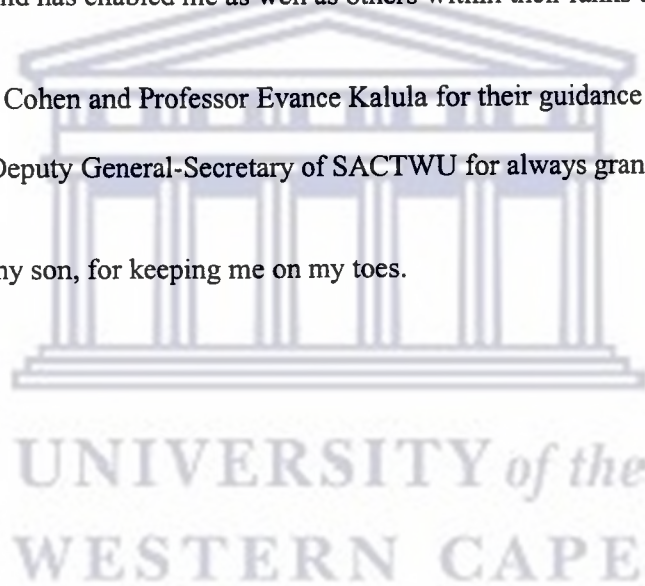 and has enabled me as well as others within their ranks
Cohen and Professor Evance Kalula for their guidance
Deputy General-Secretary of SACTWU for always gran
my son, for keeping me on my toes.
UNIVERSITY of the
WESTERN CAPE